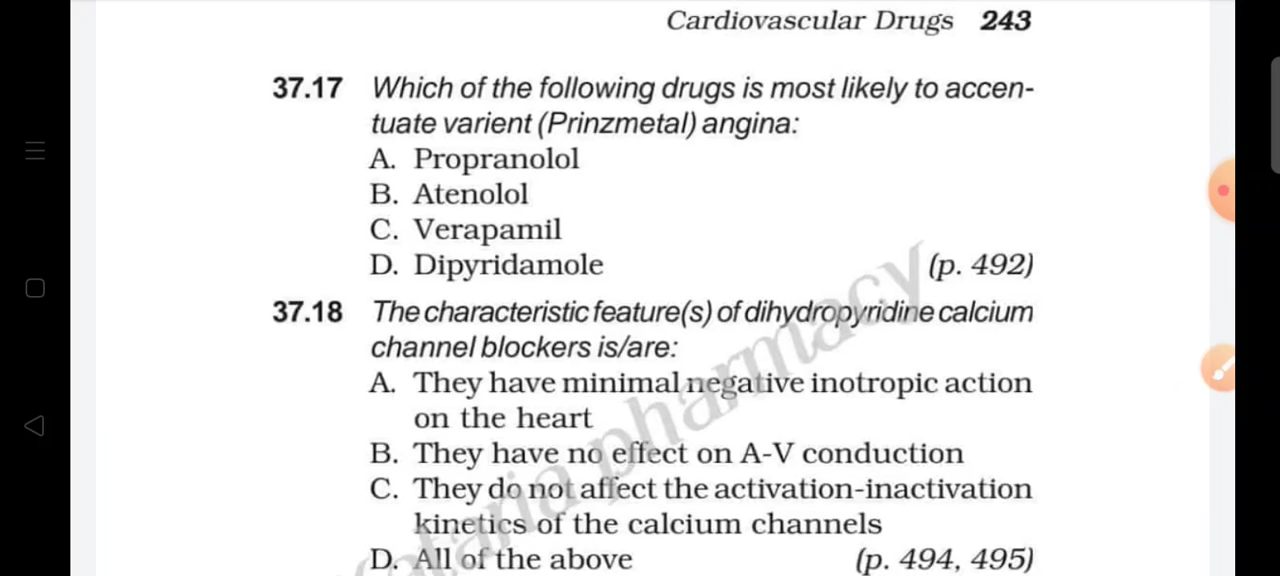 Cardiovascular Drugs 243
37.17 Which of the following drugs is most likely to accen-
tuate varient (Prinzmetal) angina:
A. Propranolol
B. Atenolol
C. Verapamil
D. Dipyridamole (p. 492)
37.18 The characteristic feature(s) of dihydropyridine calcium
channel blockers is/are:
A. They have minimal negative inotropic action
on the heart
B. They have no effect on A-V conduction
C. They do not affect the activation-inactivation
kinetics of the calcium channels
D. All of the above (p. 494, 495)
pharmacy